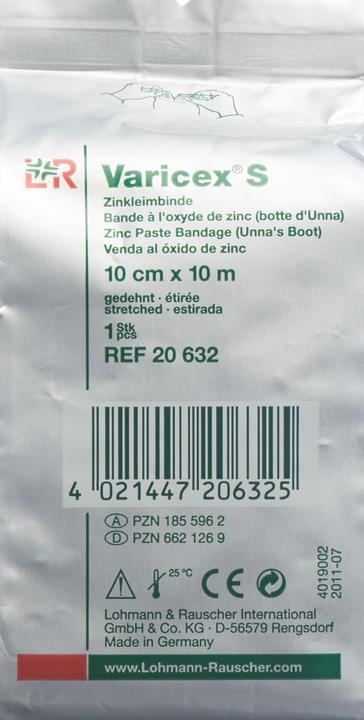 L&R
Varicex® S
Zinkleimbinde
Bande à l'oxyde de zinc (botte d'Unna)
Zinc Paste Bandage (Unna's Boot)
Venda al óxido de zinc
10 cm x 10 m
gedehnt · étirée
stretched · estirada
1 Stk
pcs
REF 20 632
4 021447 206325
A PZN 185 596 2
D PZN 662 126 9
25 °C
CE
4019002
2011-07
Lohmann & Rauscher International
GmbH & Co. KG · D-56579 Rengsdorf
Made in Germany
www.Lohmann-Rauscher.com